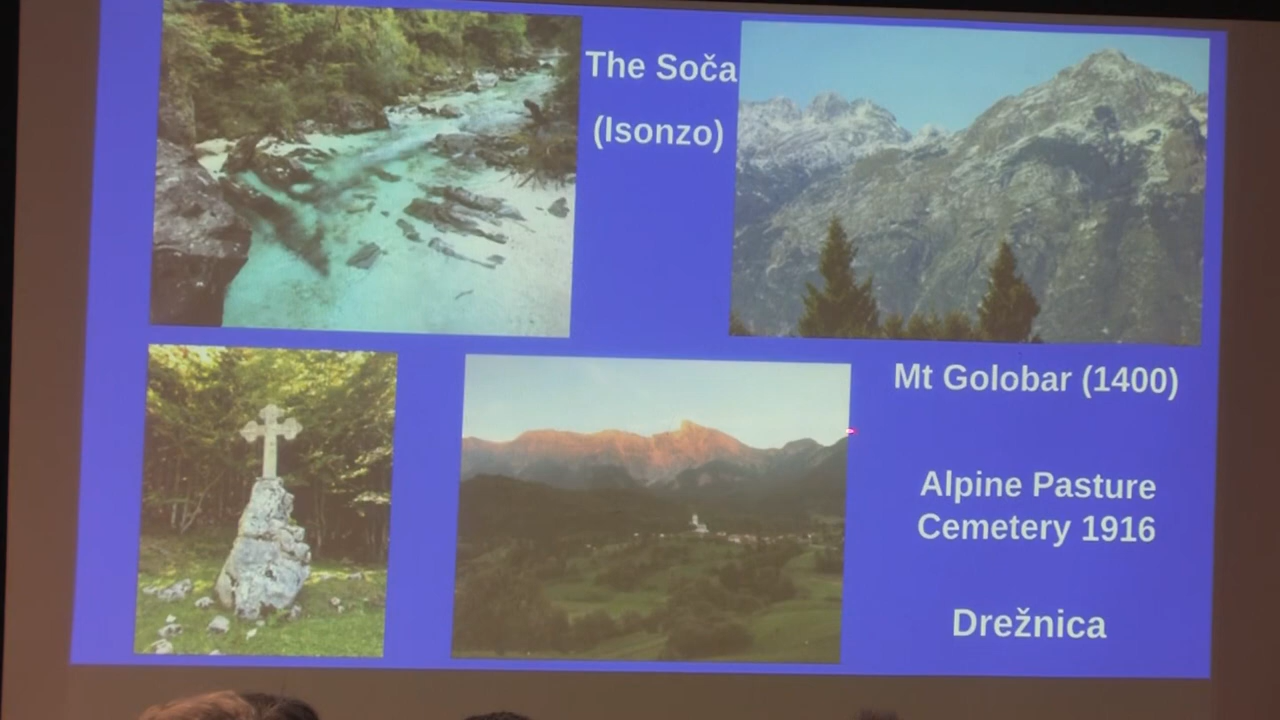 The Soča
(Isonzo)
Mt Golobar (1400)
Alpine Pasture
Cemetery 1916
Drežnica